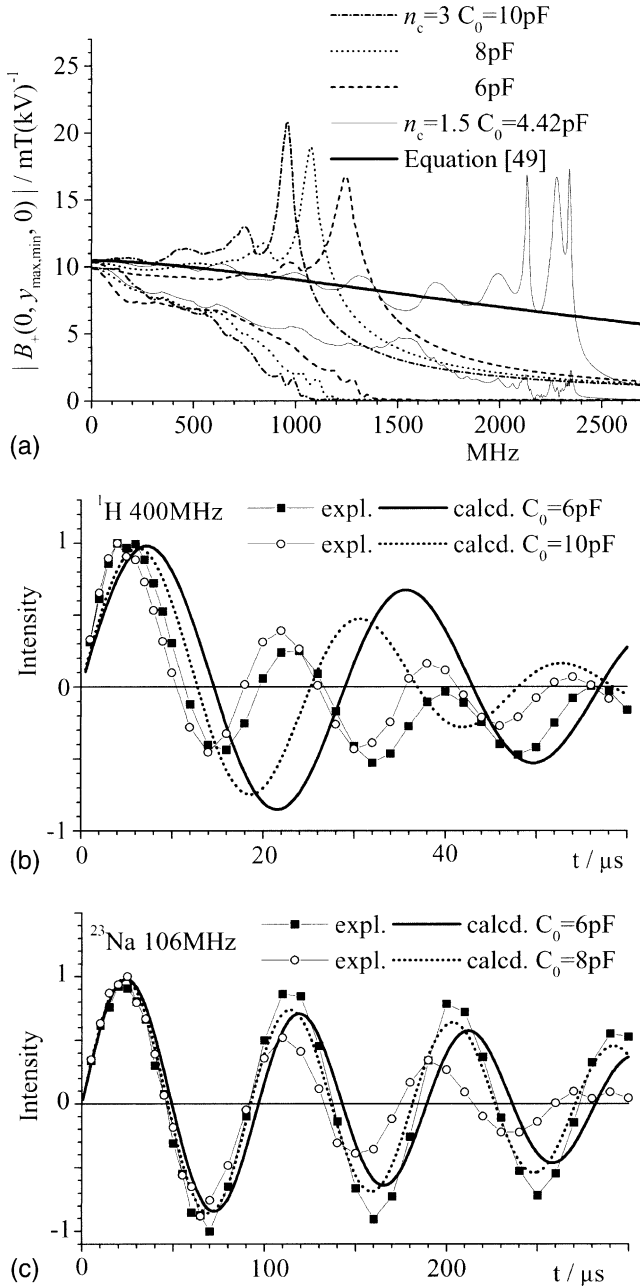 n_c=3 C_0=10pF
8pF
6pF
n_c=1.5 C_0=4.42pF
Equation [49]
| B_+(0, y_max,min, 0) | / mT(kV)^-1
25
20
15
10
5
0
0 500 1000 1500 2000 2500
MHz
(a)
^1H 400MHz
expl. calcd. C_0=6pF
expl. calcd. C_0=10pF
Intensity
1
0
-1
0 20 40
t / μs
(b)
^23Na 106MHz
expl. calcd. C_0=6pF
expl. calcd. C_0=8pF
Intensity
1
0
-1
0 100 200
t / μs
(c)